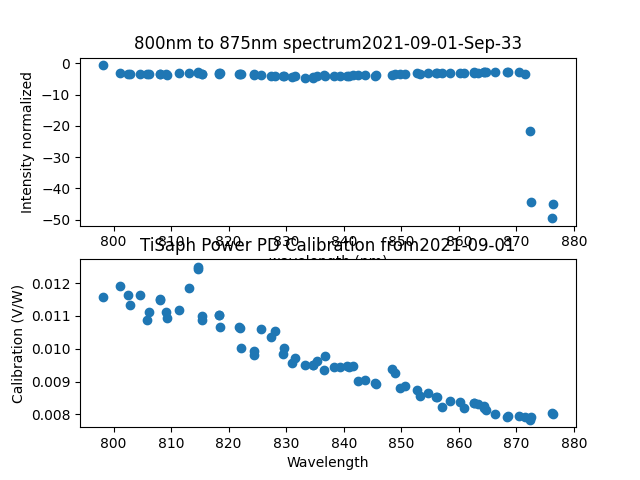 800nm to 875nm spectrum2021-09-01-Sep-33
Intensity normalized
0
−10
−20
−30
−40
−50
800 810 820 830 840 850 860 870 880
wavelength (nm)
TiSaph Power PD Calibration from2021-09-01
Calibration (V/W)
0.012
0.011
0.010
0.009
0.008
800 810 820 830 840 850 860 870 880
Wavelength